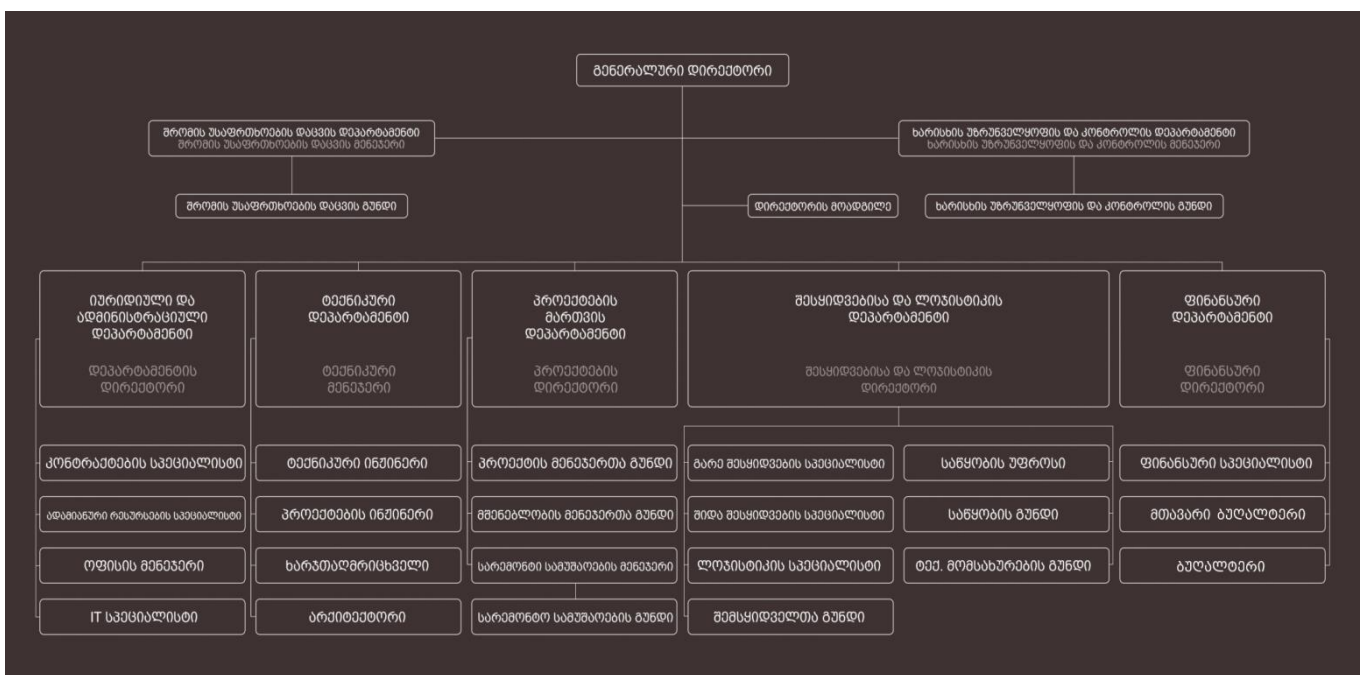 გენერალური დირექტორი
შრომის უსაფრთხოების დაცვის დეპარტამენტი
შრომის უსაფრთხოების დაცვის მენეჯერი
ხარისხის უზრუნველყოფის და კონტროლის დეპარტამენტი
ხარისხის უზრუნველყოფის და კონტროლის მენეჯერი
შრომის უსაფრთხოების დაცვის გუნდი
დირექტორის მოადგილე
ხარისხის უზრუნველყოფის და კონტროლის გუნდი
იურიდიული და
ადმინისტრაციული
დეპარტამენტი
დეპარტამენტის
დირექტორი
ტექნიკური
დეპარტამენტი
ტექნიკური
მენეჯერი
პროექტების
მართვის
დეპარტამენტი
პროექტების
დირექტორი
შესყიდვებისა და ლოჯისტიკის
დეპარტამენტი
შესყიდვებისა და ლოჯისტიკის
დირექტორი
ფინანსური
დეპარტამენტი
ფინანსური
დირექტორი
კონტრაქტების სპეციალისტი
ტექნიკური ინჟინერი
პროექტის მენეჯერთა გუნდი
გარე შესყიდვების სპეციალისტი
საწყობის უფროსი
ფინანსური სპეციალისტი
ადამიანური რესურსების სპეციალისტი
პროექტების ინჟინერი
მშენებლობის მენეჯერთა გუნდი
შიდა შესყიდვების სპეციალისტი
საწყობის გუნდი
მთავარი ბუღალტერი
ოფისის მენეჯერი
ხარჯთაღმრიცხველი
სარემონტი სამუშაოების მენეჯერი
ლოჯისტიკის სპეციალისტი
ტექ. მომსახურების გუნდი
ბუღალტერი
IT სპეციალისტი
არქიტექტორი
სარემონტო სამუშაოების გუნდი
შემსყიდველთა გუნდი